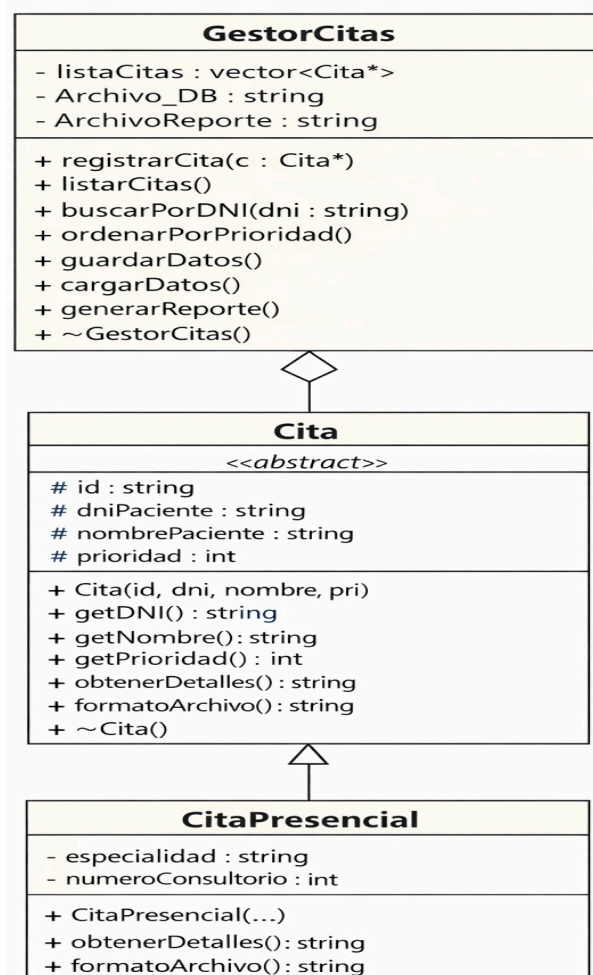 GestorCitas
- listaCitas : vector<Cita*>
- Archivo_DB : string
- ArchivoReporte : string
+ registrarCita(c : Cita*)
+ listarCitas()
+ buscarPorDNI(dni : string)
+ ordenarPorPrioridad()
+ guardarDatos()
+ cargarDatos()
+ generarReporte()
+ ~GestorCitas()
Cita
<<abstract>>
# id : string
# dniPaciente : string
# nombrePaciente : string
# prioridad : int
+ Cita(id, dni, nombre, pri)
+ getDNI() : string
+ getNombre(): string
+ getPrioridad() : int
+ obtenerDetalles() : string
+ formatoArchivo() : string
+ ~Cita()
CitaPresencial
- especialidad : string
- numeroConsultorio : int
+ CitaPresencial(...)
+ obtenerDetalles(): string
+ formatoArchivo(): string